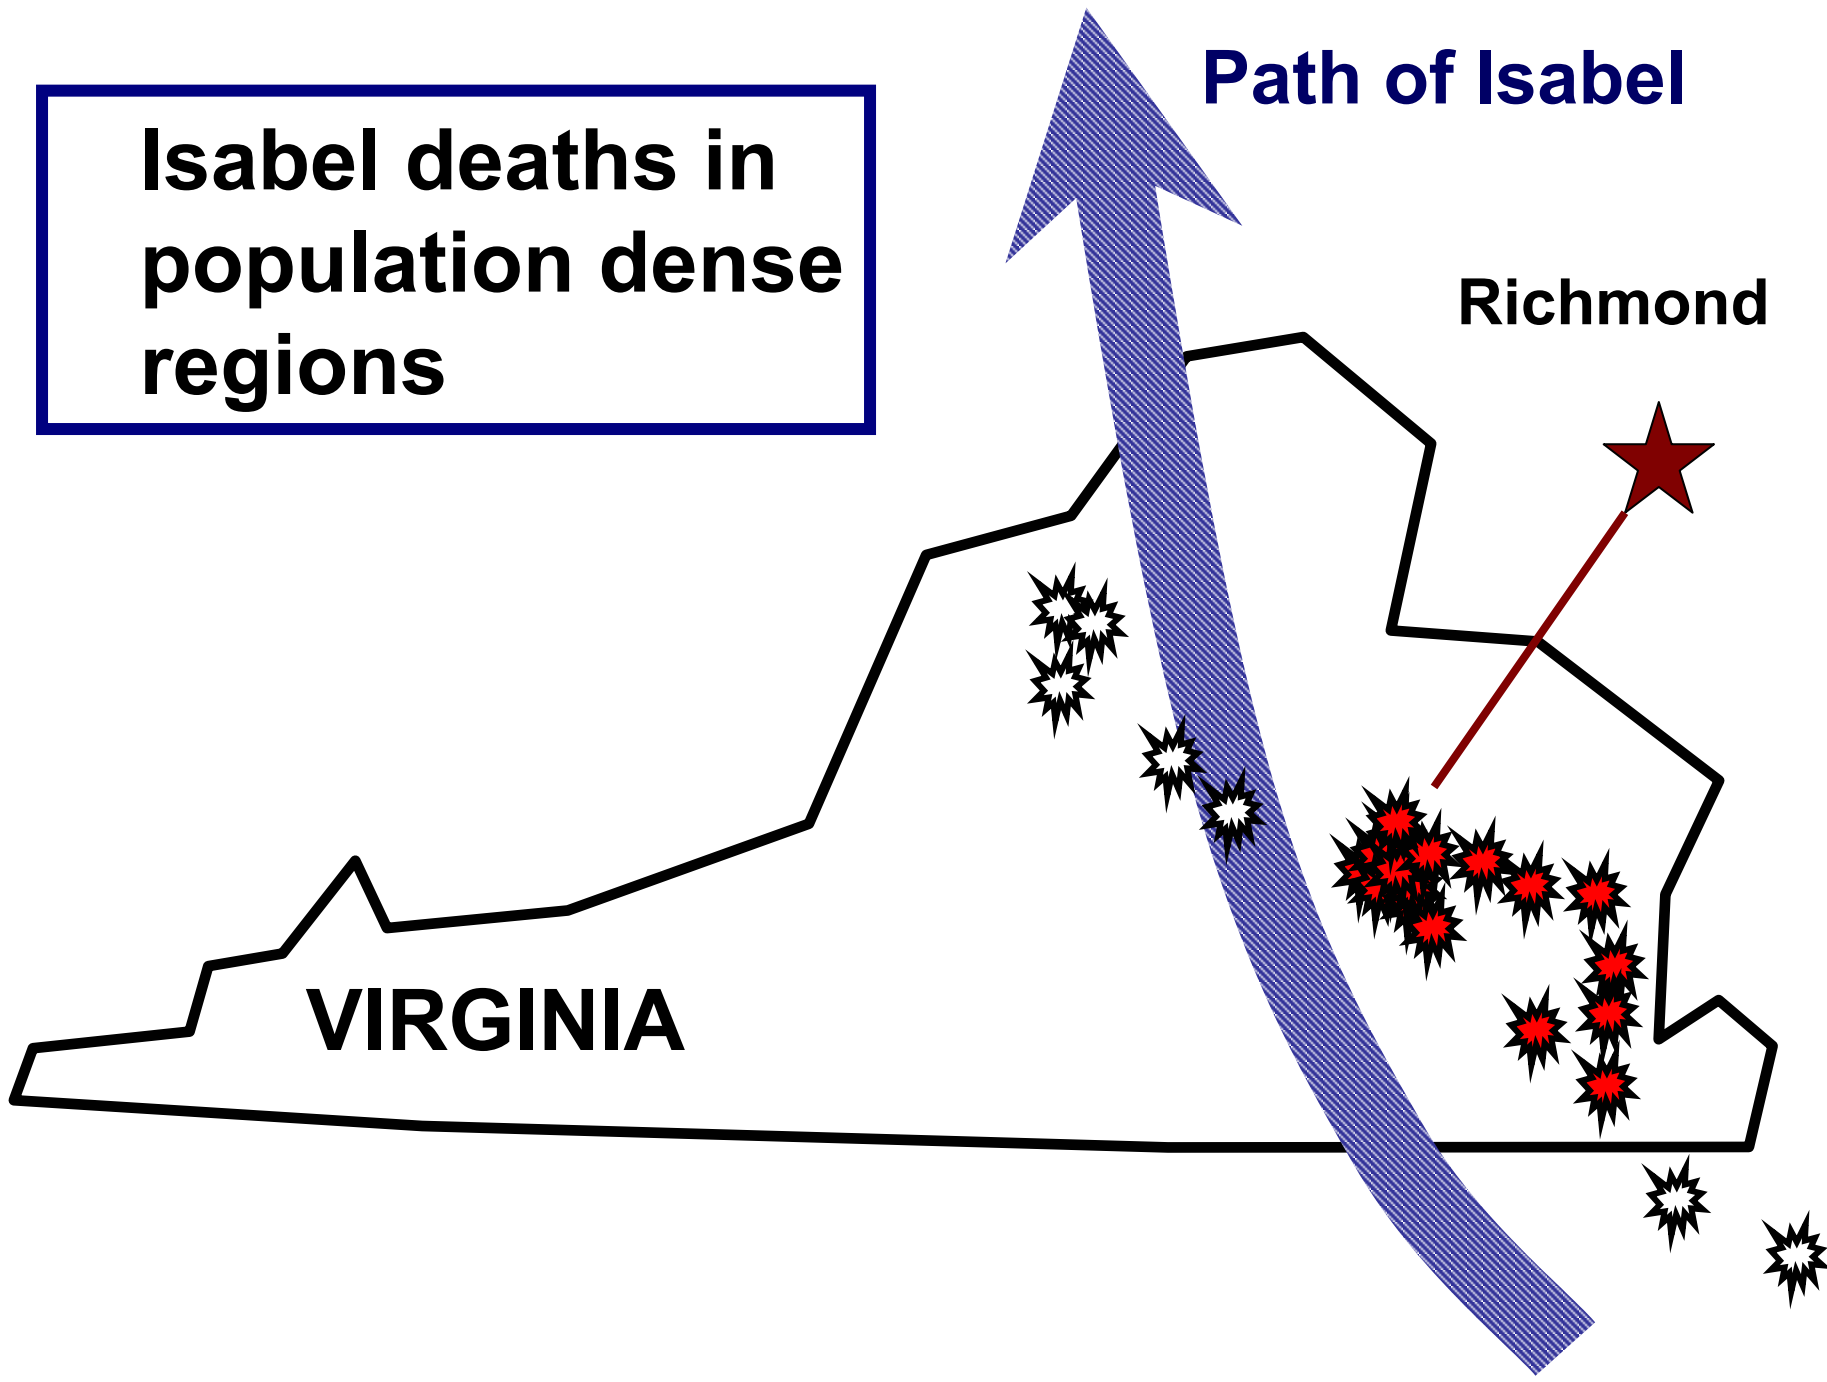 Path of Isabel
Isabel deaths in
population dense
regions
Richmond
VIRGINIA